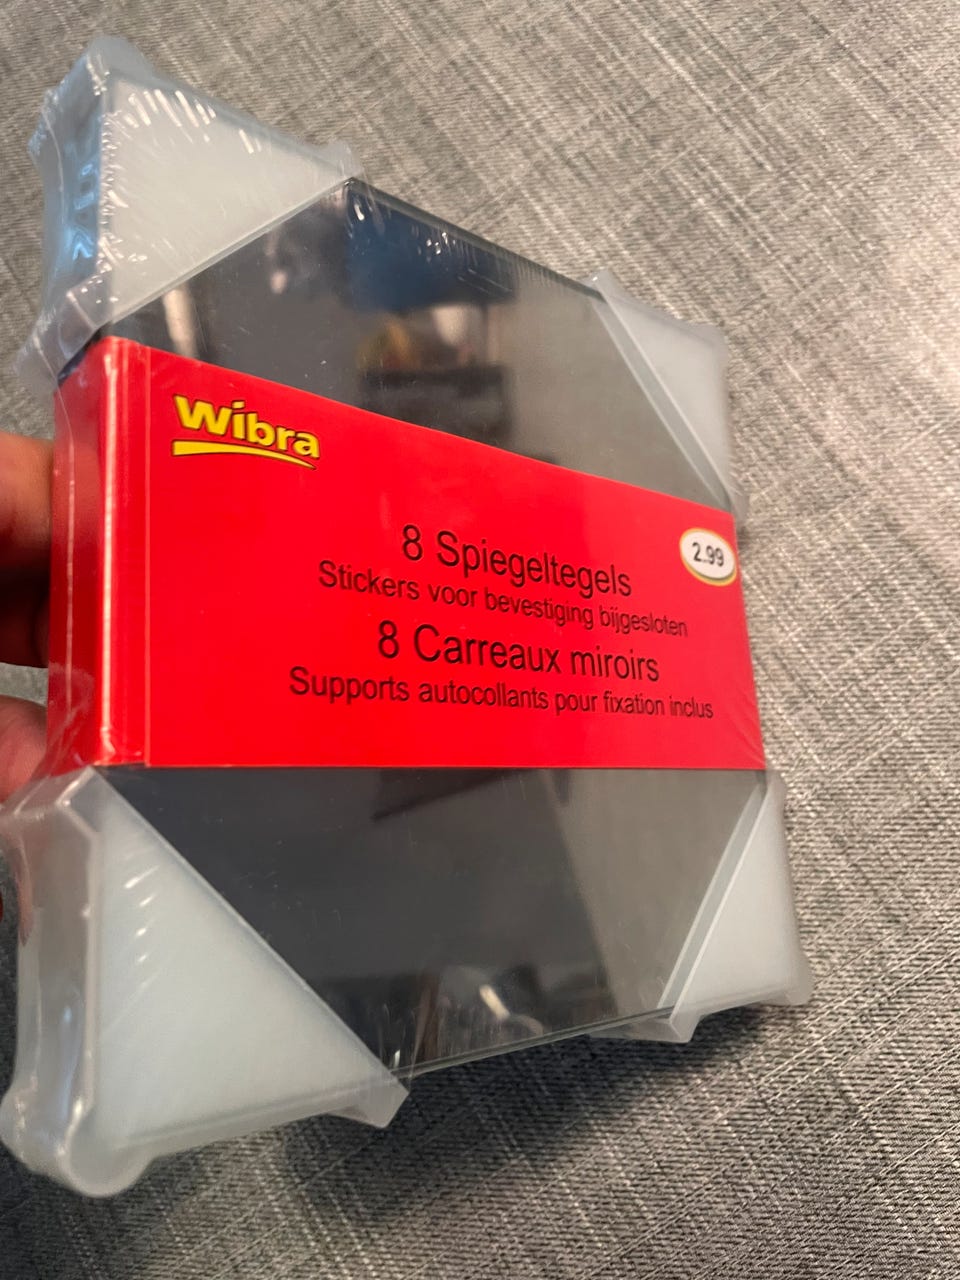 Wibra
2.99
8 Spiegeltegels
Stickers voor bevestiging bijgesloten
8 Carreaux miroirs
Supports autocollants pour fixation inclus